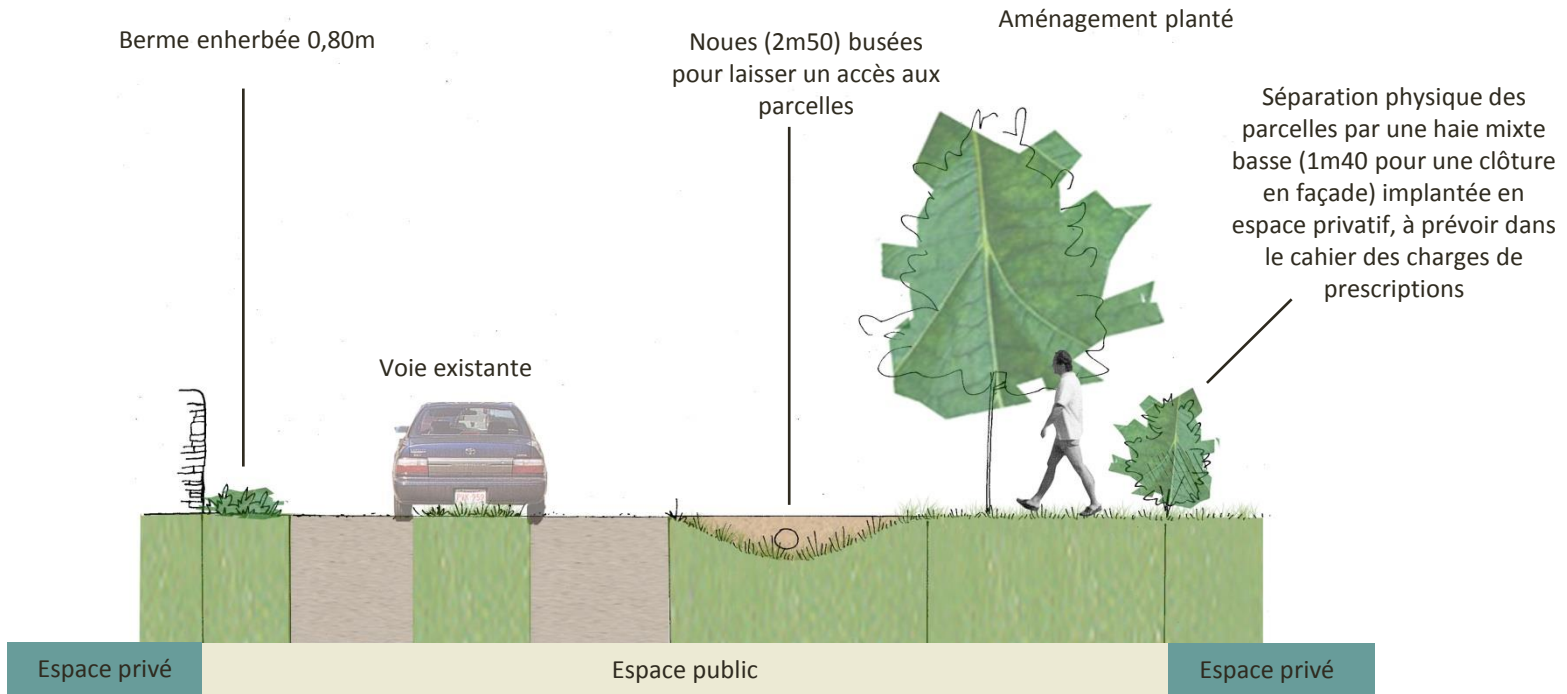 Berme enherbée 0,80m
Noues (2m50) busées
pour laisser un accès aux
parcelles
Aménagement planté
Séparation physique des
parcelles par une haie mixte
basse (1m40 pour une clôture
en façade) implantée en
espace privatif, à prévoir dans
le cahier des charges de
prescriptions
Voie existante
Espace privé
Espace public
Espace privé